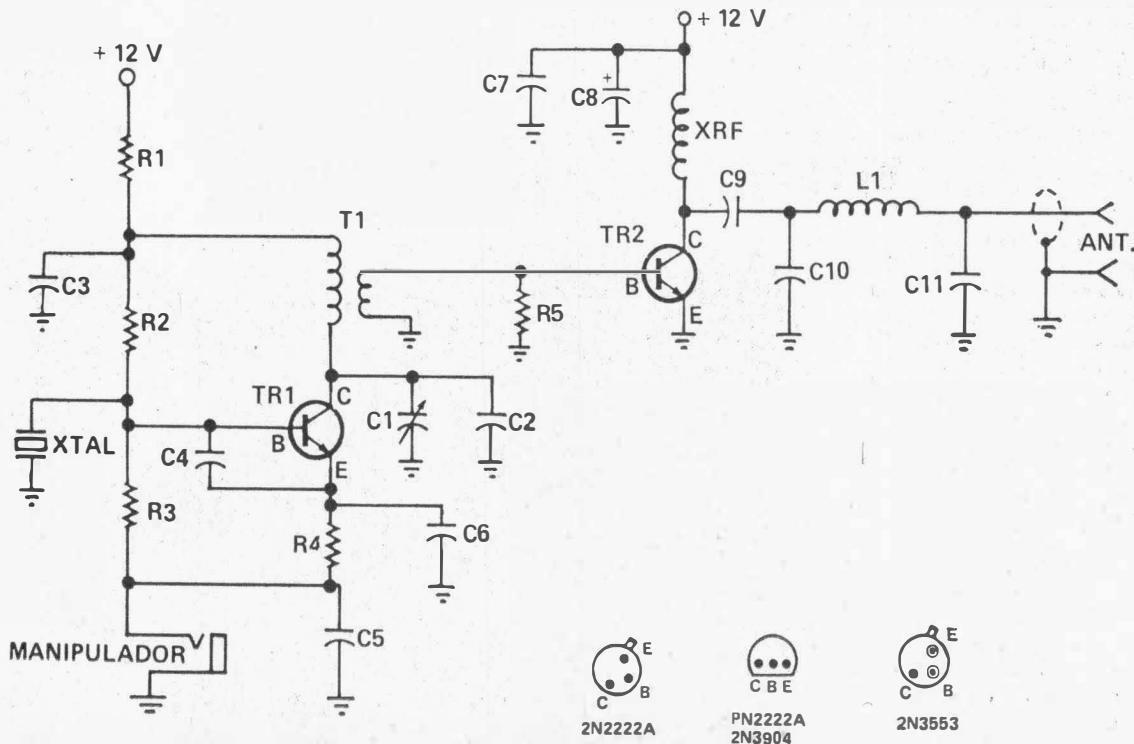 + 12 V
+ 12 V
C7
+
C8
XRF
R1
C9
L1
T1
TR2
C
B
E
ANT.
C3
C10
C11
R5
R2
TR1
C
B
E
C1
C2
XTAL
C4
R3
C6
R4
C5
MANIPULADOR
E
C
B
2N2222A
C B E
PN2222A
2N3904
E
C
B
2N3553